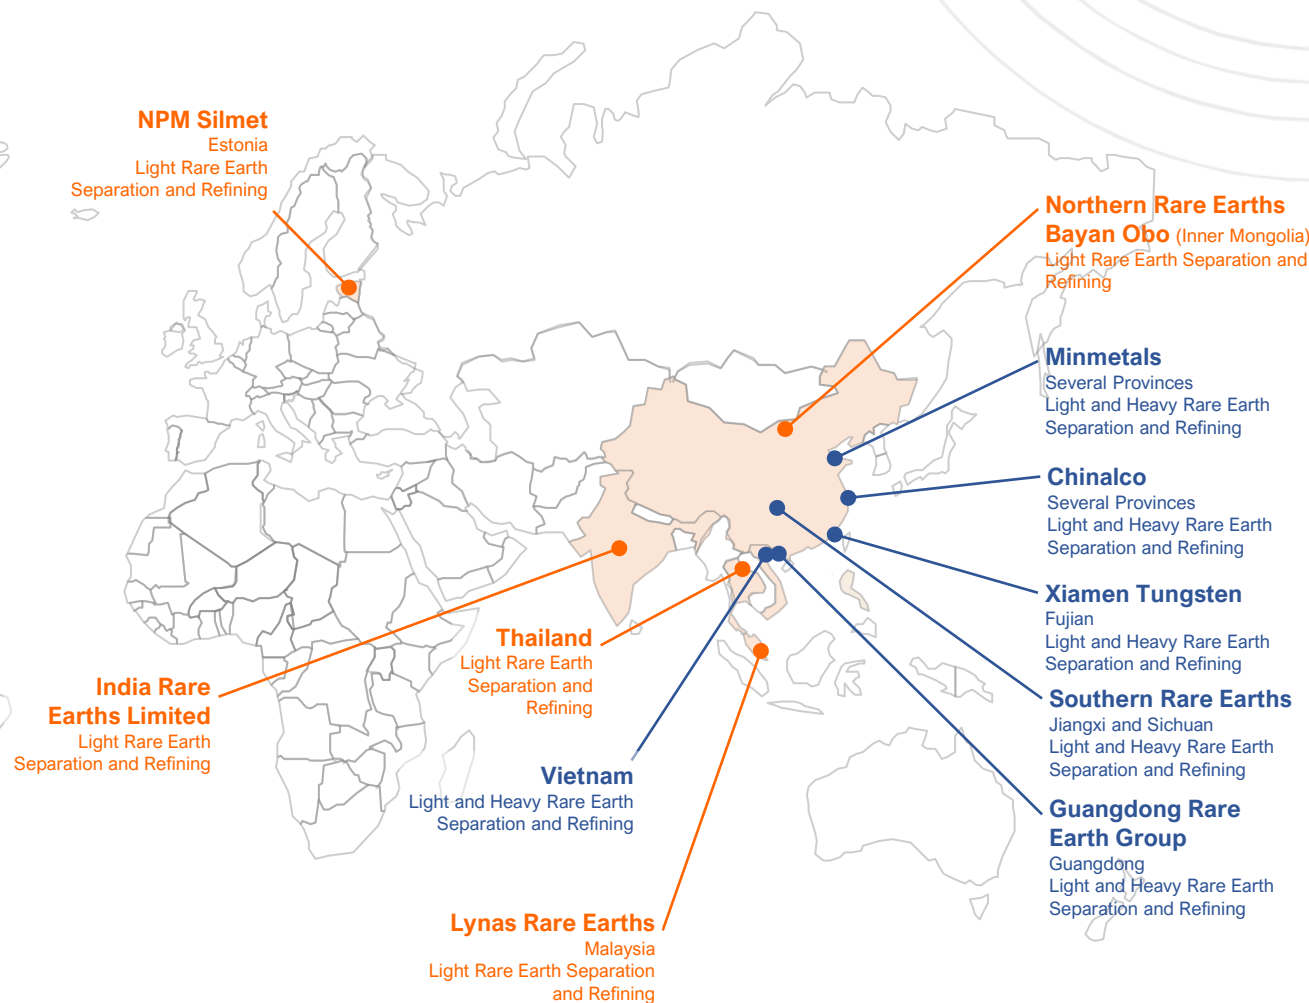 NPM Silmet
Estonia
Light Rare Earth
Separation and Refining
Northern Rare Earths
Bayan Obo (Inner Mongolia)
Light Rare Earth Separation and
Refining
Minmetals
Several Provinces
Light and Heavy Rare Earth
Separation and Refining
Chinalco
Several Provinces
Light and Heavy Rare Earth
Separation and Refining
Xiamen Tungsten
Fujian
Light and Heavy Rare Earth
Separation and Refining
Southern Rare Earths
Jiangxi and Sichuan
Light and Heavy Rare Earth
Separation and Refining
Guangdong Rare
Earth Group
Guangdong
Light and Heavy Rare Earth
Separation and Refining
Thailand
Light Rare Earth
Separation and
Refining
India Rare
Earths Limited
Light Rare Earth
Separation and Refining
Vietnam
Light and Heavy Rare Earth
Separation and Refining
Lynas Rare Earths
Malaysia
Light Rare Earth Separation
and Refining